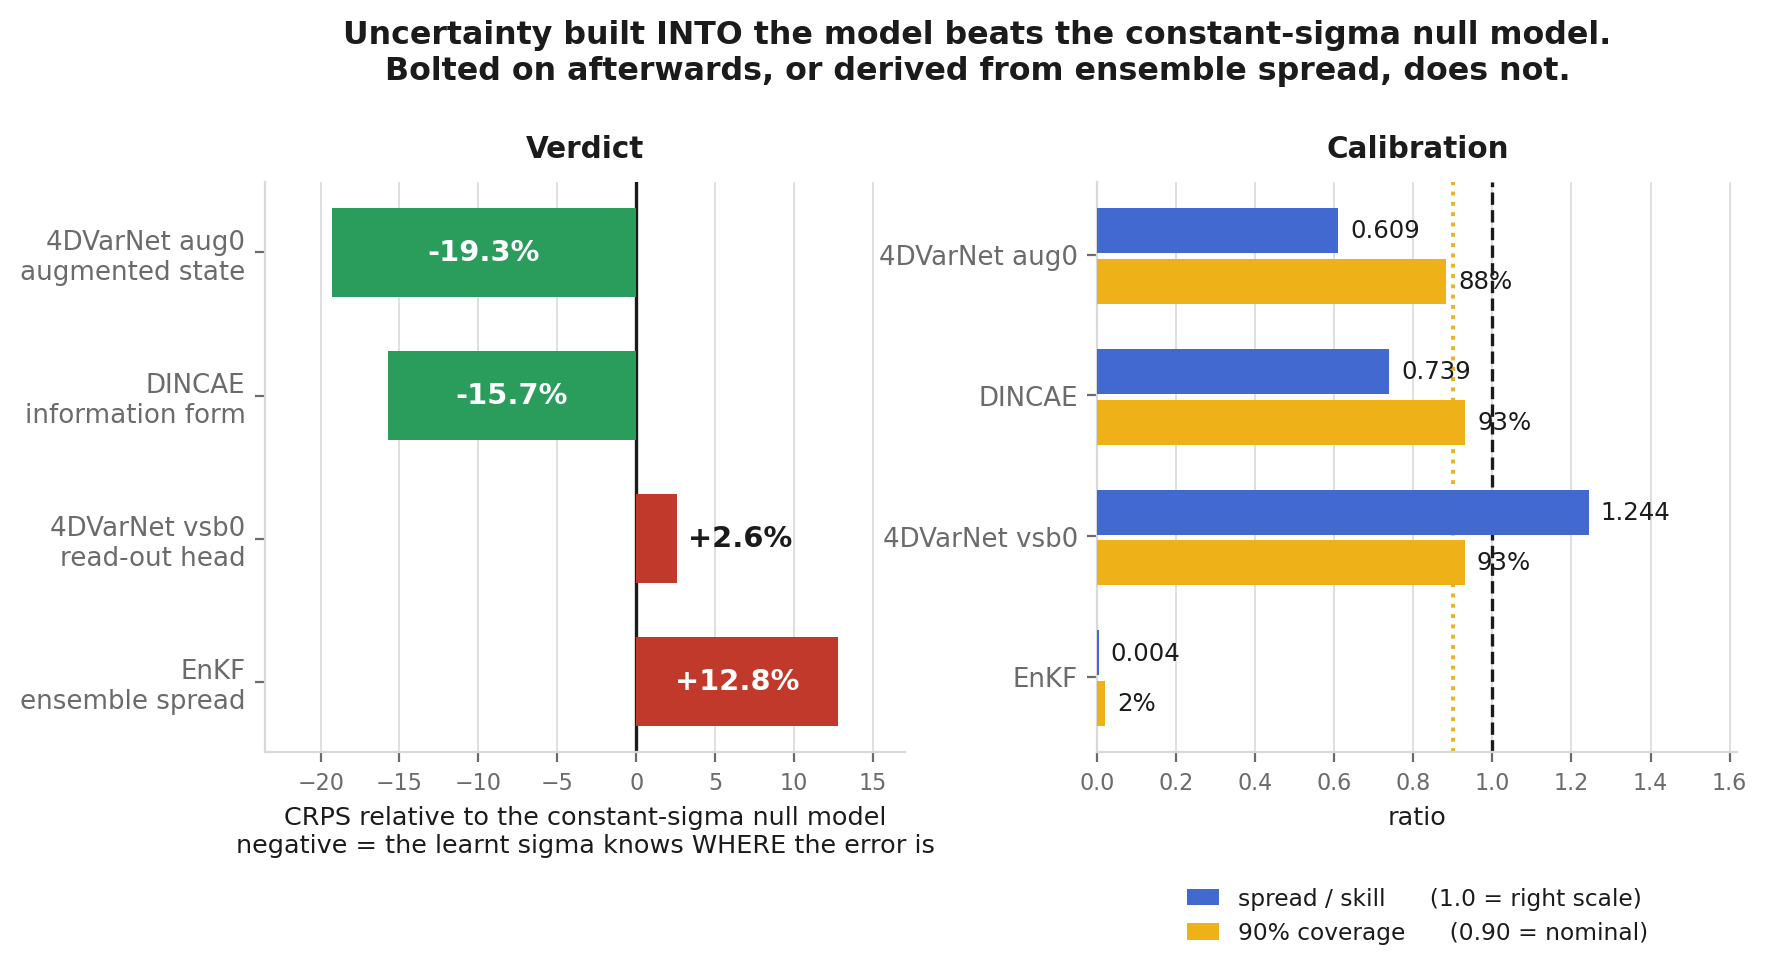 Uncertainty built INTO the model beats the constant-sigma null model.
Bolted on afterwards, or derived from ensemble spread, does not.
Verdict
4DVarNet aug0
augmented state
DINCAE
information form
4DVarNet vsb0
read-out head
EnKF
ensemble spread
-19.3%
-15.7%
+2.6%
+12.8%
−20
−15
−10
−5
0
5
10
15
CRPS relative to the constant-sigma null model
negative = the learnt sigma knows WHERE the error is
Calibration
4DVarNet aug0
DINCAE
4DVarNet vsb0
EnKF
0.609
88%
0.739
93%
1.244
93%
0.004
2%
0.0
0.2
0.4
0.6
0.8
1.0
1.2
1.4
1.6
ratio
spread / skill (1.0 = right scale)
90% coverage (0.90 = nominal)